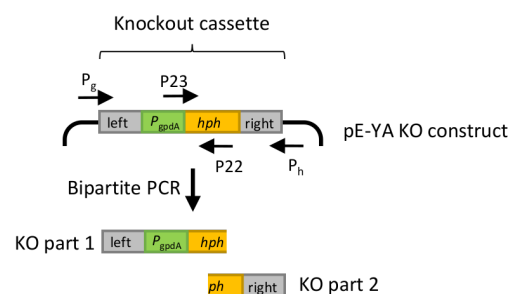 Knockout cassette
Pg P23
left PgpdA hph right
pE-YA KO construct
P22 Ph
Bipartite PCR
KO part 1 left PgpdA hph
ph right KO part 2